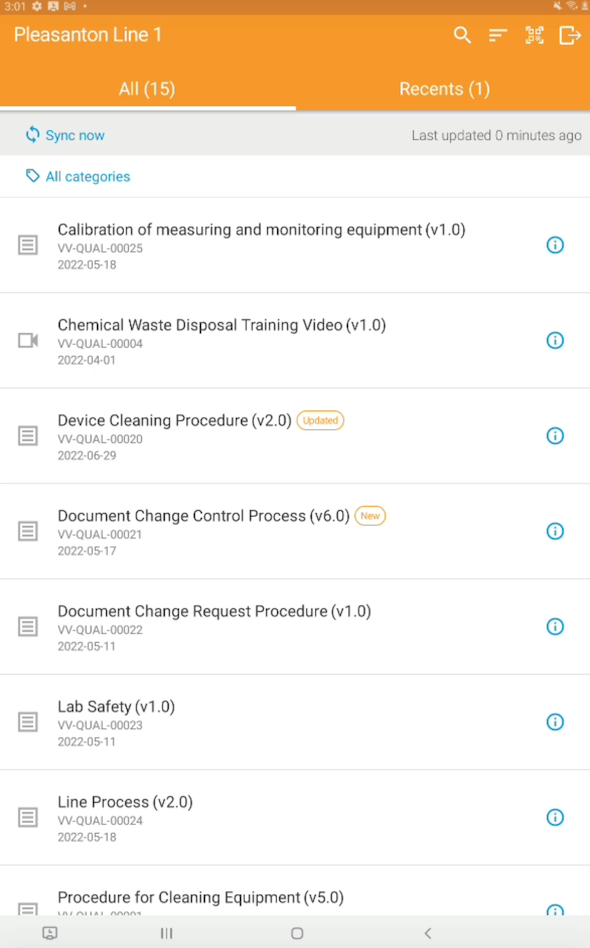 3:01
Pleasanton Line 1
All (15)
Recents (1)
Sync now
Last updated 0 minutes ago
All categories
Calibration of measuring and monitoring equipment (v1.0)
VV-QUAL-00025
2022-05-18
Chemical Waste Disposal Training Video (v1.0)
VV-QUAL-00004
2022-04-01
Device Cleaning Procedure (v2.0) Updated
VV-QUAL-00020
2022-06-29
Document Change Control Process (v6.0) New
VV-QUAL-00021
2022-05-17
Document Change Request Procedure (v1.0)
VV-QUAL-00022
2022-05-11
Lab Safety (v1.0)
VV-QUAL-00023
2022-05-11
Line Process (v2.0)
VV-QUAL-00024
2022-05-18
Procedure for Cleaning Equipment (v5.0)